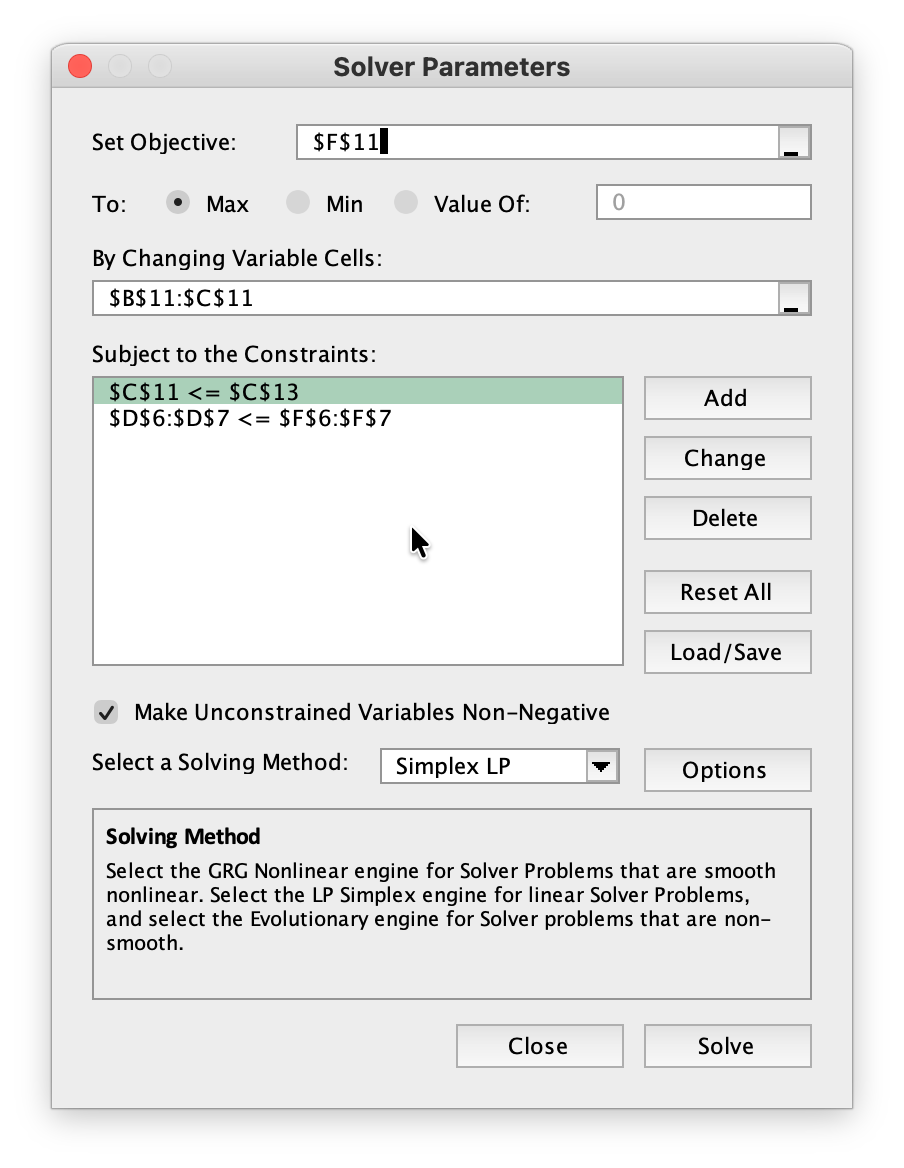 Solver Parameters
Set Objective: $F$11
To: Max Min Value Of: 0
By Changing Variable Cells:
$B$11:$C$11
Subject to the Constraints:
$C$11 <= $C$13
$D$6:$D$7 <= $F$6:$F$7
Add
Change
Delete
Reset All
Load/Save
Make Unconstrained Variables Non-Negative
Select a Solving Method: Simplex LP Options
Solving Method
Select the GRG Nonlinear engine for Solver Problems that are smooth
nonlinear. Select the LP Simplex engine for linear Solver Problems,
and select the Evolutionary engine for Solver problems that are non-
smooth.
Close Solve